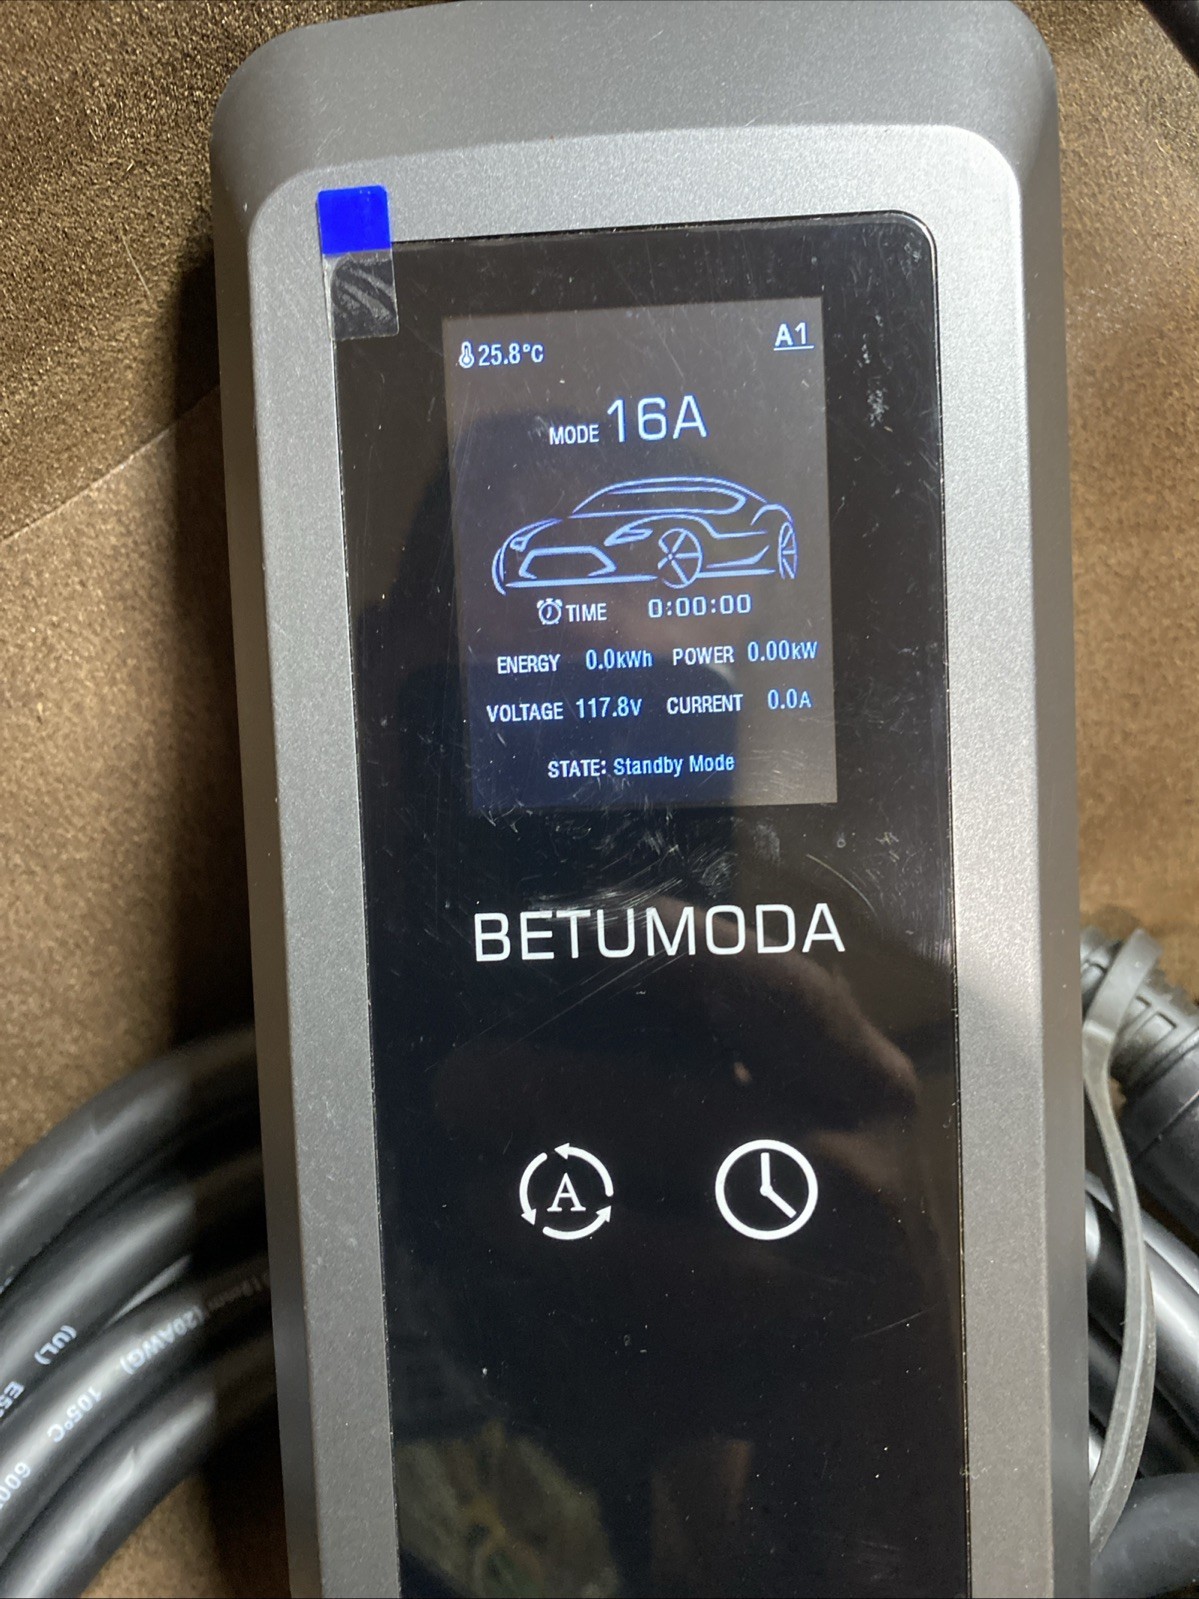 25.8°C
A1
MODE 16A
TIME 0:00:00
ENERGY 0.0kWh POWER 0.00kW
VOLTAGE 117.8V CURRENT 0.0A
STATE: Standby Mode
BETUMODA
A
(UL)
(20AWG)
105°C